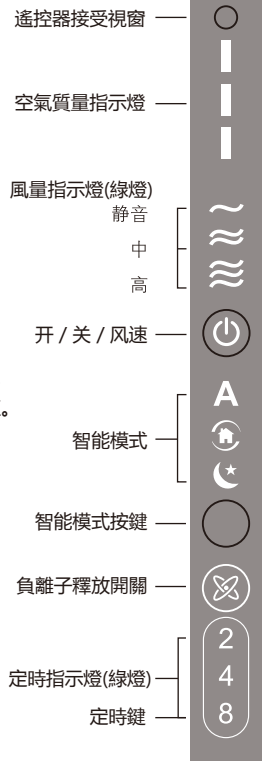 遙控器接受視窗
空氣質量指示燈
風量指示燈(綠燈)
静音
中
高
开 / 关 / 风速
A
。
智能模式
智能模式按鍵
負離子釋放開關
2
定時指示燈(綠燈)
4
定時鍵
8